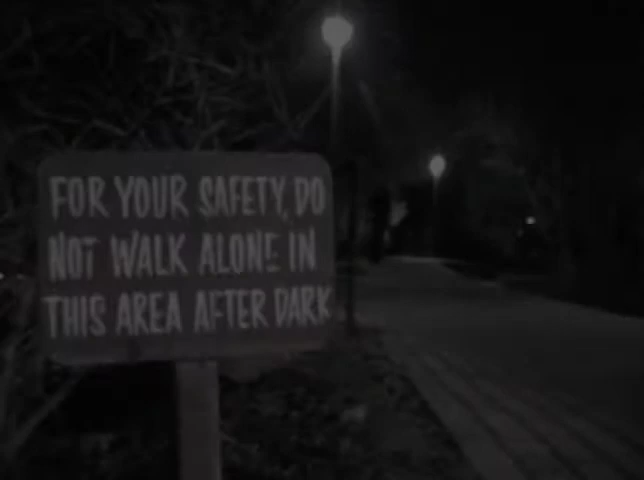 FOR YOUR SAFETY, DO
NOT WALK ALONE IN
THIS AREA AFTER DARK